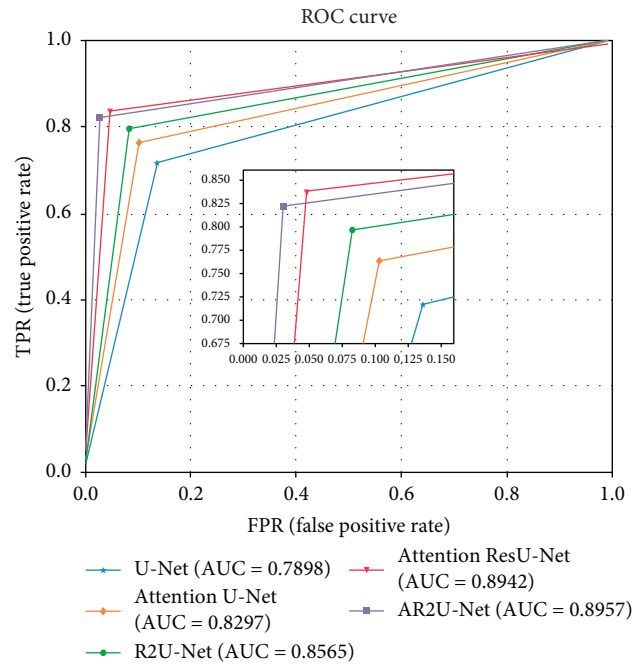 ROC curve
1.0
0.8
0.6
0.4
0.2
0.0
TPR (true positive rate)
0.850
0.825
0.800
0.775
0.750
0.725
0.700
0.675
0.000 0.025 0.050 0.075 0.100 0,125 0.150
0.0 0.2 0.4 0.6 0.8 1.0
FPR (false positive rate)
U-Net (AUC = 0.7898)
Attention U-Net
(AUC = 0.8297)
R2U-Net (AUC = 0.8565)
Attention ResU-Net
(AUC = 0.8942)
AR2U-Net (AUC = 0.8957)